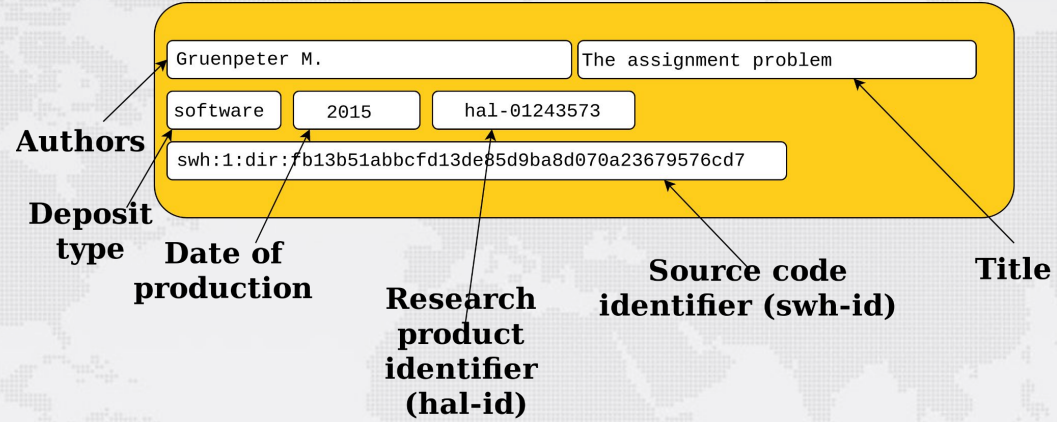 Gruenpeter M.
The assignment problem
software
2015
hal-01243573
swh:1:dir:fb13b51abbcfd13de85d9ba8d070a23679576cd7
Authors
Deposit
type
Date of
production
Research
product
identifier
(hal-id)
Source code
identifier (swh-id)
Title